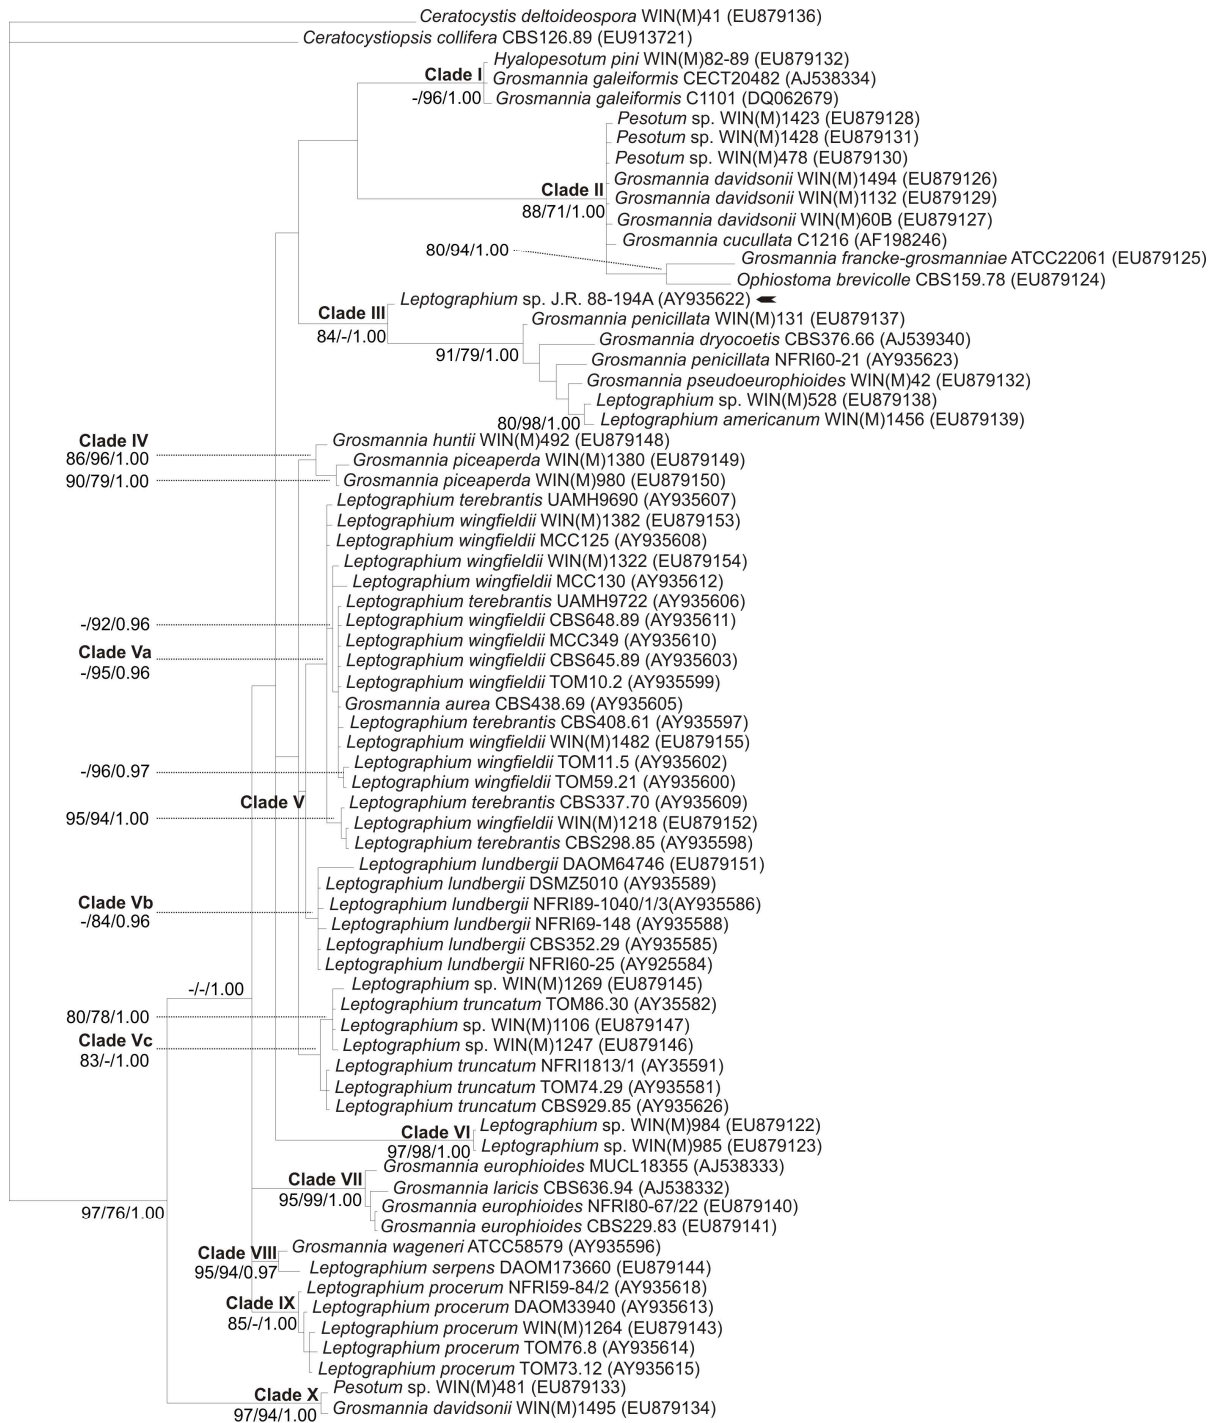 Ceratocystis deltoideospora WIN(M)41 (EU879136)
Ceratocystiopsis collifera CBS126.89 (EU913721)
Hyalopesotum pini WIN(M)82-89 (EU879132)
Clade I
Grosmannia galeiformis CECT20482 (AJ538334)
-/96/1.00
Grosmannia galeiformis C1101 (DQ062679)
Pesotum sp. WIN(M)1423 (EU879128)
Pesotum sp. WIN(M)1428 (EU879131)
Pesotum sp. WIN(M)478 (EU879130)
Grosmannia davidsonii WIN(M)1494 (EU879126)
Clade II
Grosmannia davidsonii WIN(M)1132 (EU879129)
88/71/1.00
Grosmannia davidsonii WIN(M)60B (EU879127)
Grosmannia cucullata C1216 (AF198246)
80/94/1.00
Grosmannia francke-grosmanniae ATCC22061 (EU879125)
Ophiostoma brevicolle CBS159.78 (EU879124)
Leptographium sp. J.R. 88-194A (AY935622)
Clade III
84/-/1.00
Grosmannia penicillata WIN(M)131 (EU879137)
Grosmannia dryocoetis CBS376.66 (AJ539340)
91/79/1.00
Grosmannia penicillata NFRI60-21 (AY935623)
Grosmannia pseudoeurophioides WIN(M)42 (EU879132)
Leptographium sp. WIN(M)528 (EU879138)
80/98/1.00
Leptographium americanum WIN(M)1456 (EU879139)
Clade IV
Grosmannia huntii WIN(M)492 (EU879148)
86/96/1.00
Grosmannia piceaperda WIN(M)1380 (EU879149)
90/79/1.00
Grosmannia piceaperda WIN(M)980 (EU879150)
Leptographium terebrantis UAMH9690 (AY935607)
Leptographium wingfieldii WIN(M)1382 (EU879153)
Leptographium wingfieldii MCC125 (AY935608)
Leptographium wingfieldii WIN(M)1322 (EU879154)
Leptographium wingfieldii MCC130 (AY935612)
Leptographium terebrantis UAMH9722 (AY935606)
-/92/0.96
Leptographium wingfieldii CBS648.89 (AY935611)
Leptographium wingfieldii MCC349 (AY935610)
Clade Va
Leptographium wingfieldii CBS645.89 (AY935603)
-/95/0.96
Leptographium wingfieldii TOM10.2 (AY935599)
Grosmannia aurea CBS438.69 (AY935605)
Leptographium terebrantis CBS408.61 (AY935597)
Leptographium wingfieldii WIN(M)1482 (EU879155)
-/96/0.97
Leptographium wingfieldii TOM11.5 (AY935602)
Leptographium wingfieldii TOM59.21 (AY935600)
Clade V
Leptographium terebrantis CBS337.70 (AY935609)
95/94/1.00
Leptographium wingfieldii WIN(M)1218 (EU879152)
Leptographium terebrantis CBS298.85 (AY935598)
Leptographium lundbergii DAOM64746 (EU879151)
Leptographium lundbergii DSMZ5010 (AY935589)
Clade Vb
Leptographium lundbergii NFRI89-1040/1/3(AY935586)
-/84/0.96
Leptographium lundbergii NFRI69-148 (AY935588)
Leptographium lundbergii CBS352.29 (AY935585)
Leptographium lundbergii NFRI60-25 (AY925584)
-/-/1.00
Leptographium sp. WIN(M)1269 (EU879145)
Leptographium truncatum TOM86.30 (AY35582)
80/78/1.00
Leptographium sp. WIN(M)1106 (EU879147)
Clade Vc
Leptographium sp. WIN(M)1247 (EU879146)
83/-/1.00
Leptographium truncatum NFRI1813/1 (AY35591)
Leptographium truncatum TOM74.29 (AY935581)
Leptographium truncatum CBS929.85 (AY935626)
Clade VI
Leptographium sp. WIN(M)984 (EU879122)
97/98/1.00
Leptographium sp. WIN(M)985 (EU879123)
Grosmannia europhioides MUCL18355 (AJ538333)
Clade VII
Grosmannia laricis CBS636.94 (AJ538332)
95/99/1.00
Grosmannia europhioides NFRI80-67/22 (EU879140)
97/76/1.00
Grosmannia europhioides CBS229.83 (EU879141)
Clade VIII
Grosmannia wageneri ATCC58579 (AY935596)
95/94/0.97
Leptographium serpens DAOM173660 (EU879144)
Leptographium procerum NFRI59-84/2 (AY935618)
Clade IX
Leptographium procerum DAOM33940 (AY935613)
85/-/1.00
Leptographium procerum WIN(M)1264 (EU879143)
Leptographium procerum TOM76.8 (AY935614)
Leptographium procerum TOM73.12 (AY935615)
Clade X
Pesotum sp. WIN(M)481 (EU879133)
97/94/1.00
Grosmannia davidsonii WIN(M)1495 (EU879134)